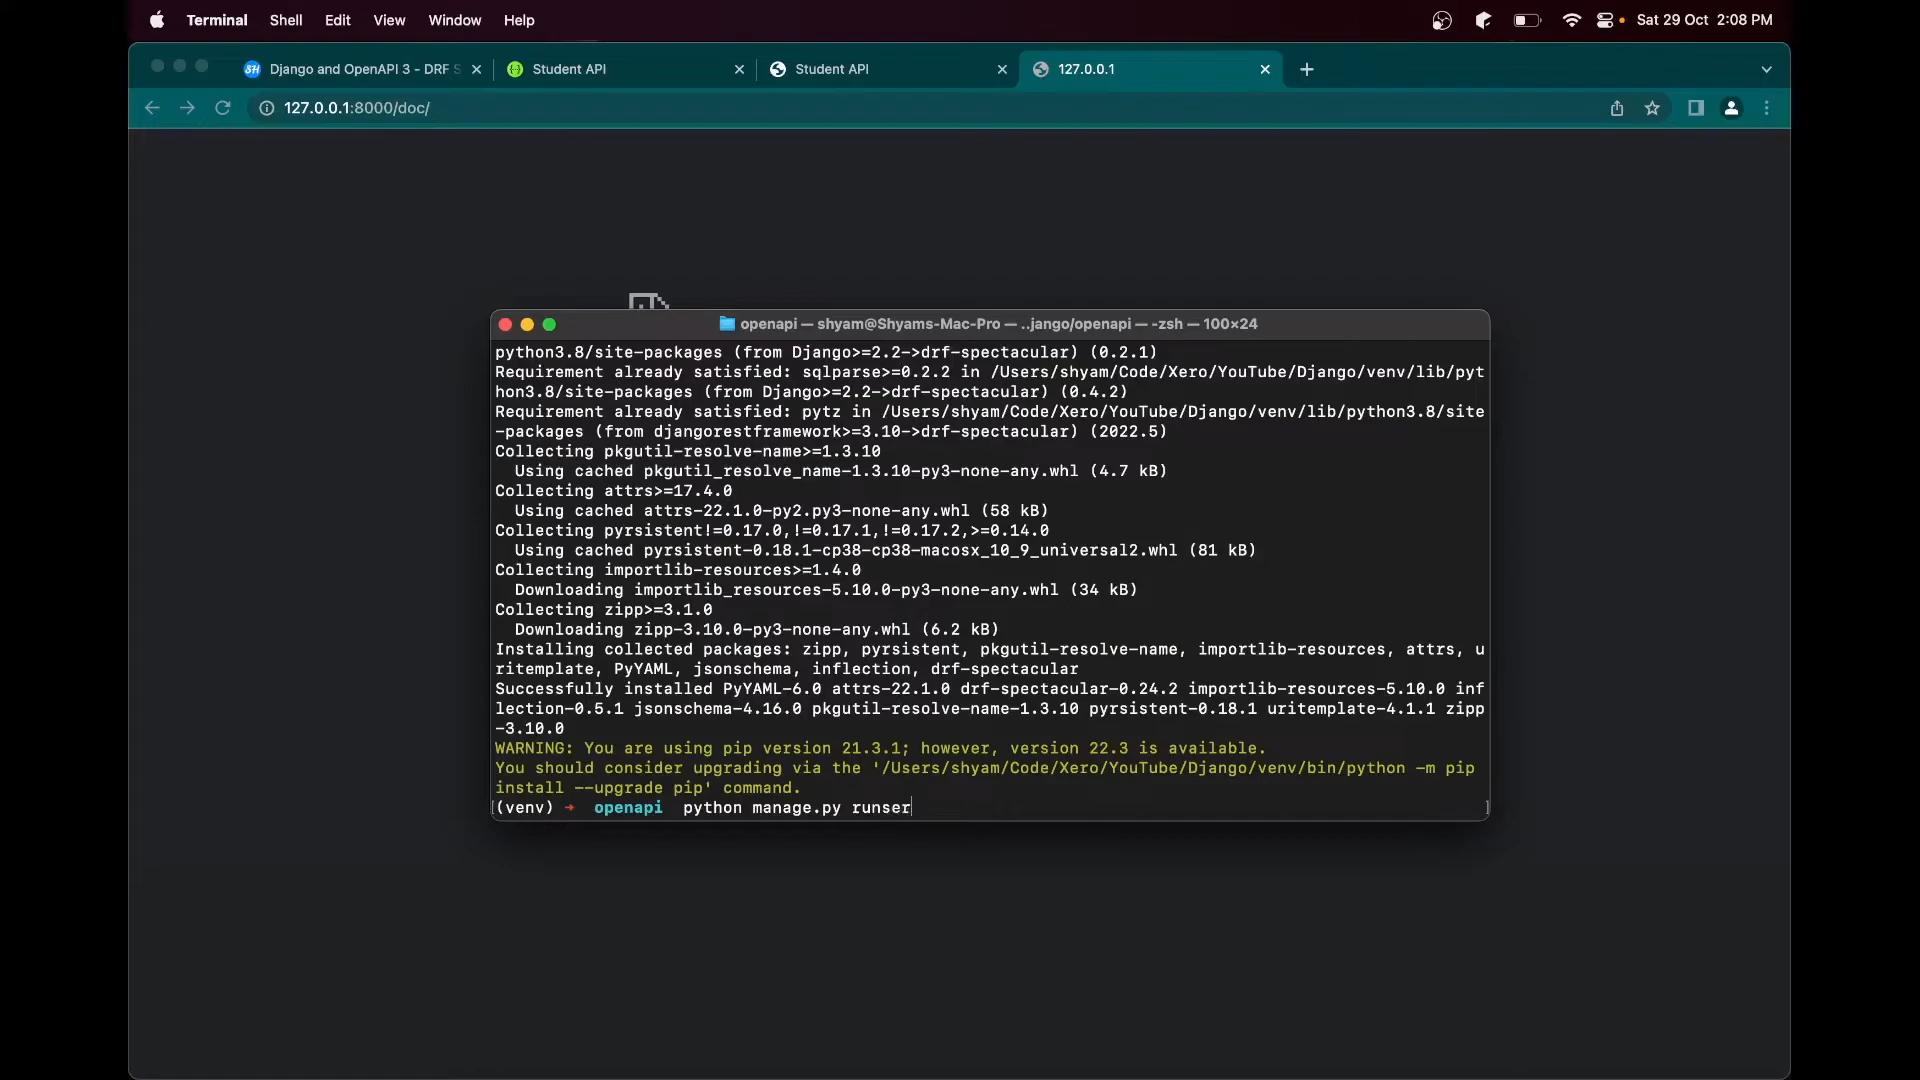 Terminal Shell Edit View Window Help Sat 29 Oct 2:08 PM
Django and OpenAPI 3 - DRF S Student API Student API 127.0.0.1
127.0.0.1:8000/doc/
openapi — shyam@Shyams-Mac-Pro — ..jango/openapi — -zsh — 100×24
python3.8/site-packages (from Django>=2.2->drf-spectacular) (0.2.1)
Requirement already satisfied: sqlparse>=0.2.2 in /Users/shyam/Code/Xero/YouTube/Django/venv/lib/pyt
hon3.8/site-packages (from Django>=2.2->drf-spectacular) (0.4.2)
Requirement already satisfied: pytz in /Users/shyam/Code/Xero/YouTube/Django/venv/lib/python3.8/site
-packages (from djangorestframework>=3.10->drf-spectacular) (2022.5)
Collecting pkgutil-resolve-name>=1.3.10
Using cached pkgutil_resolve_name-1.3.10-py3-none-any.whl (4.7 kB)
Collecting attrs>=17.4.0
Using cached attrs-22.1.0-py2.py3-none-any.whl (58 kB)
Collecting pyrsistent!=0.17.0,!=0.17.1,!=0.17.2,>=0.14.0
Using cached pyrsistent-0.18.1-cp38-cp38-macosx_10_9_universal2.whl (81 kB)
Collecting importlib-resources>=1.4.0
Downloading importlib_resources-5.10.0-py3-none-any.whl (34 kB)
Collecting zipp>=3.1.0
Downloading zipp-3.10.0-py3-none-any.whl (6.2 kB)
Installing collected packages: zipp, pyrsistent, pkgutil-resolve-name, importlib-resources, attrs, u
ritemplate, PyYAML, jsonschema, inflection, drf-spectacular
Successfully installed PyYAML-6.0 attrs-22.1.0 drf-spectacular-0.24.2 importlib-resources-5.10.0 inf
lection-0.5.1 jsonschema-4.16.0 pkgutil-resolve-name-1.3.10 pyrsistent-0.18.1 uritemplate-4.1.1 zipp
-3.10.0
WARNING: You are using pip version 21.3.1; however, version 22.3 is available.
You should consider upgrading via the '/Users/shyam/Code/Xero/YouTube/Django/venv/bin/python -m pip
install --upgrade pip' command.
[(venv) ➜ openapi python manage.py runser ]